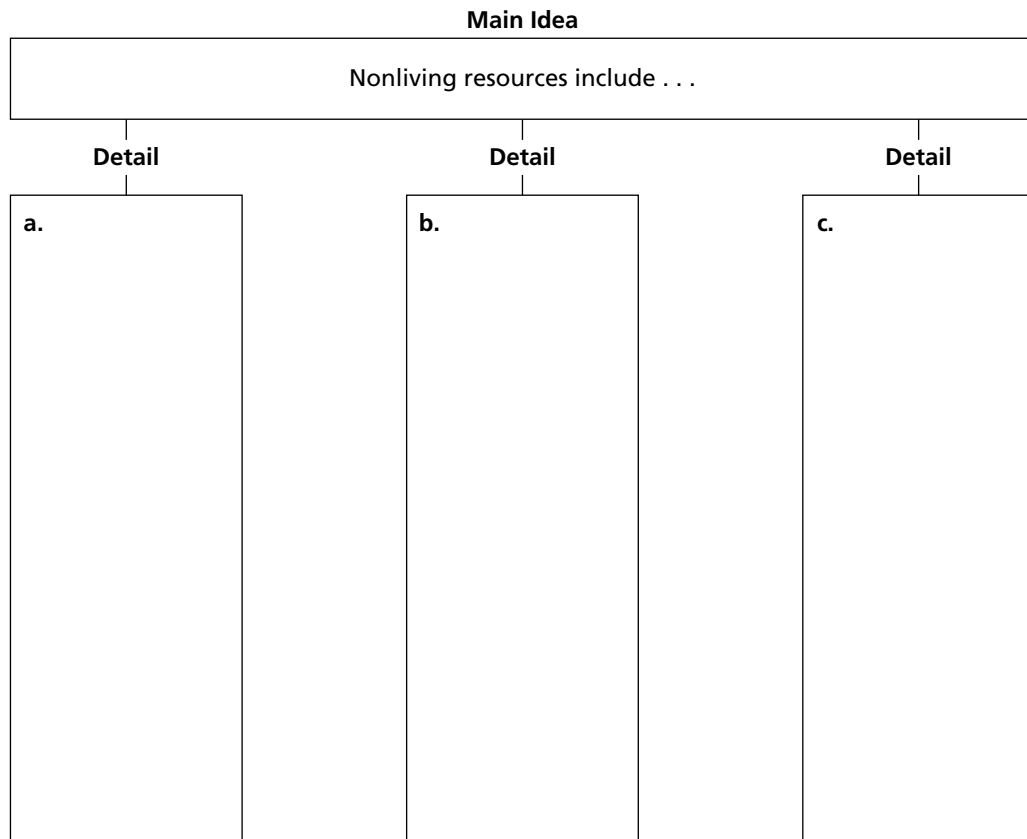 Main Idea
Nonliving resources include . . .
Detail Detail Detail
a. b. c.